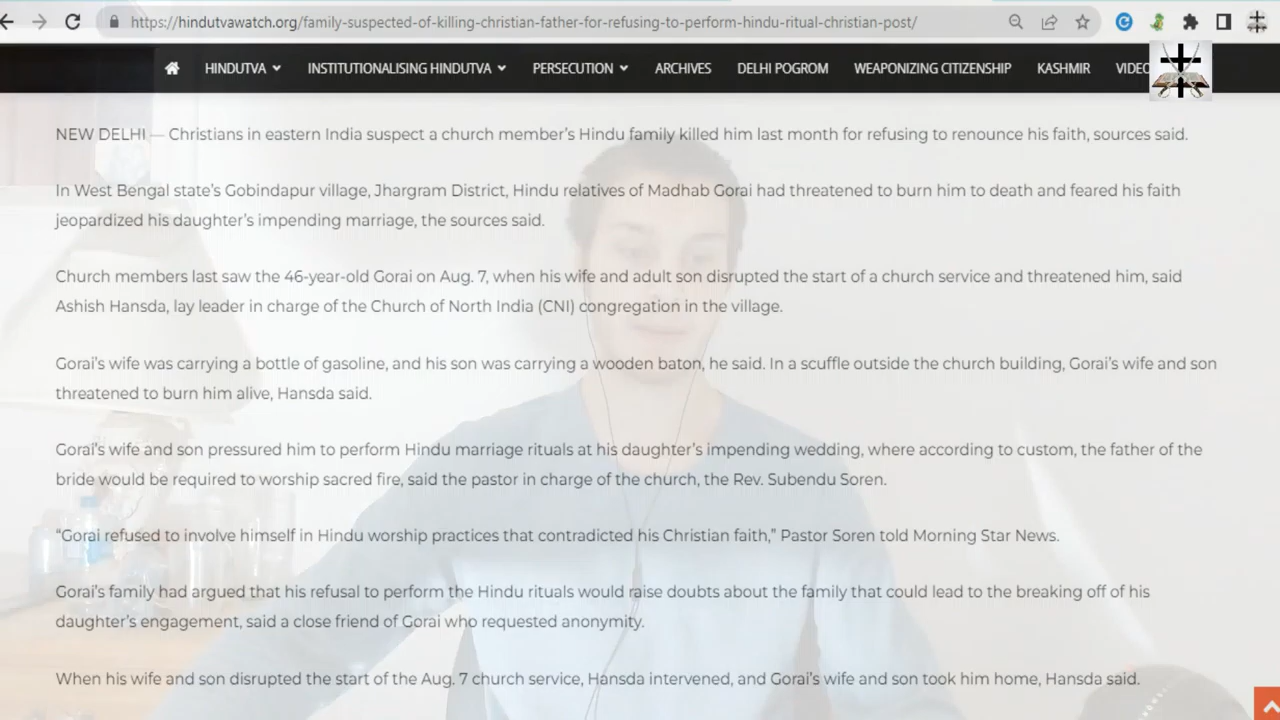 https://hindutvawatch.org/family-suspected-of-killing-christian-father-for-refusing-to-perform-hindu-ritual-christian-post/
HINDUTVA INSTITUTIONALISING HINDUTVA PERSECUTION ARCHIVES DELHI POGROM WEAPONIZING CITIZENSHIP KASHMIR VIDEO
NEW DELHI — Christians in eastern India suspect a church member's Hindu family killed him last month for refusing to renounce his faith, sources said.
In West Bengal state's Gobindapur village, Jhargram District, Hindu relatives of Madhab Gorai had threatened to burn him to death and feared his faith
jeopardized his daughter's impending marriage, the sources said.
Church members last saw the 46-year-old Gorai on Aug. 7, when his wife and adult son disrupted the start of a church service and threatened him, said
Ashish Hansda, lay leader in charge of the Church of North India (CNI) congregation in the village.
Gorai's wife was carrying a bottle of gasoline, and his son was carrying a wooden baton, he said. In a scuffle outside the church building, Gorai's wife and son
threatened to burn him alive, Hansda said.
Gorai's wife and son pressured him to perform Hindu marriage rituals at his daughter's impending wedding, where according to custom, the father of the
bride would be required to worship sacred fire, said the pastor in charge of the church, the Rev. Subendu Soren.
“Gorai refused to involve himself in Hindu worship practices that contradicted his Christian faith,” Pastor Soren told Morning Star News.
Gorai's family had argued that his refusal to perform the Hindu rituals would raise doubts about the family that could lead to the breaking off of his
daughter's engagement, said a close friend of Gorai who requested anonymity.
When his wife and son disrupted the start of the Aug. 7 church service, Hansda intervened, and Gorai's wife and son took him home, Hansda said.